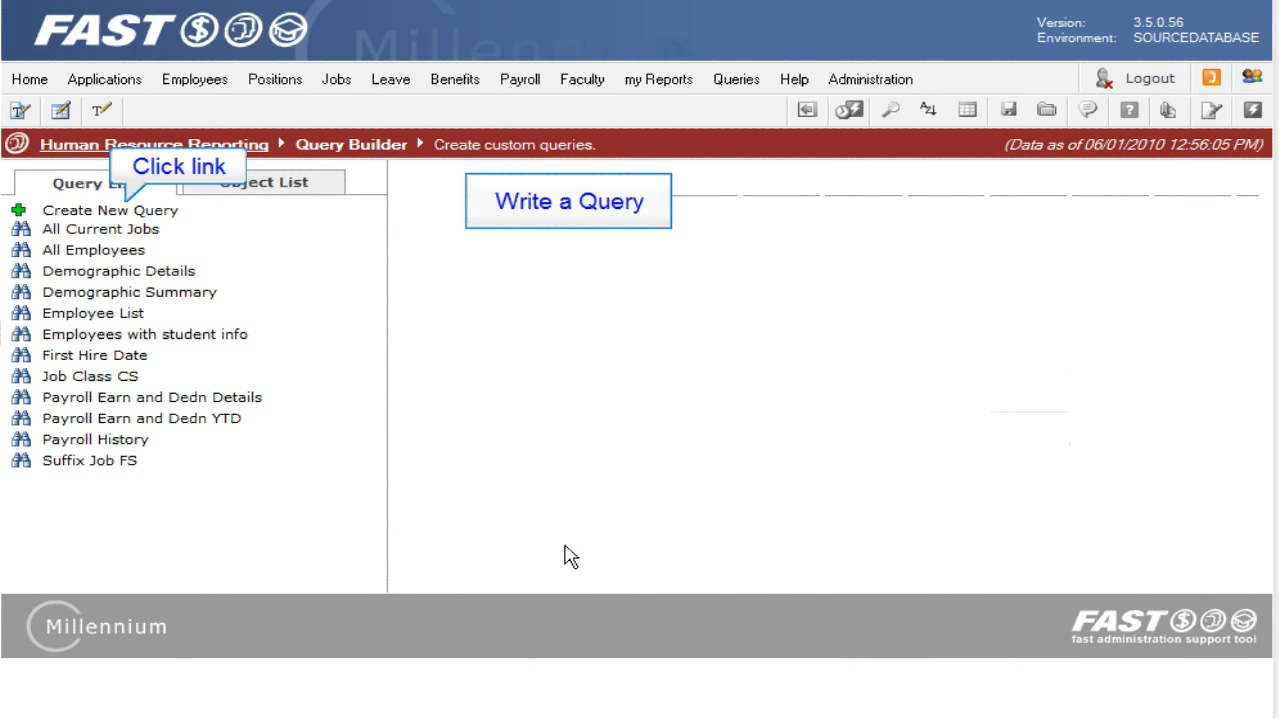 FAST
Millennium
Version: 3.5.0.56
Environment: SOURCEDATABASE
Home Applications Employees Positions Jobs Leave Benefits Payroll Faculty my Reports Queries Help Administration Logout
Human Resource Reporting Query Builder Create custom queries. (Data as of 06/01/2010 12:56:05 PM)
Click link
Query Object List
Write a Query
Create New Query
All Current Jobs
All Employees
Demographic Details
Demographic Summary
Employee List
Employees with student info
First Hire Date
Job Class CS
Payroll Earn and Dedn Details
Payroll Earn and Dedn YTD
Payroll History
Suffix Job FS
Millennium
FAST
fast administration support tool